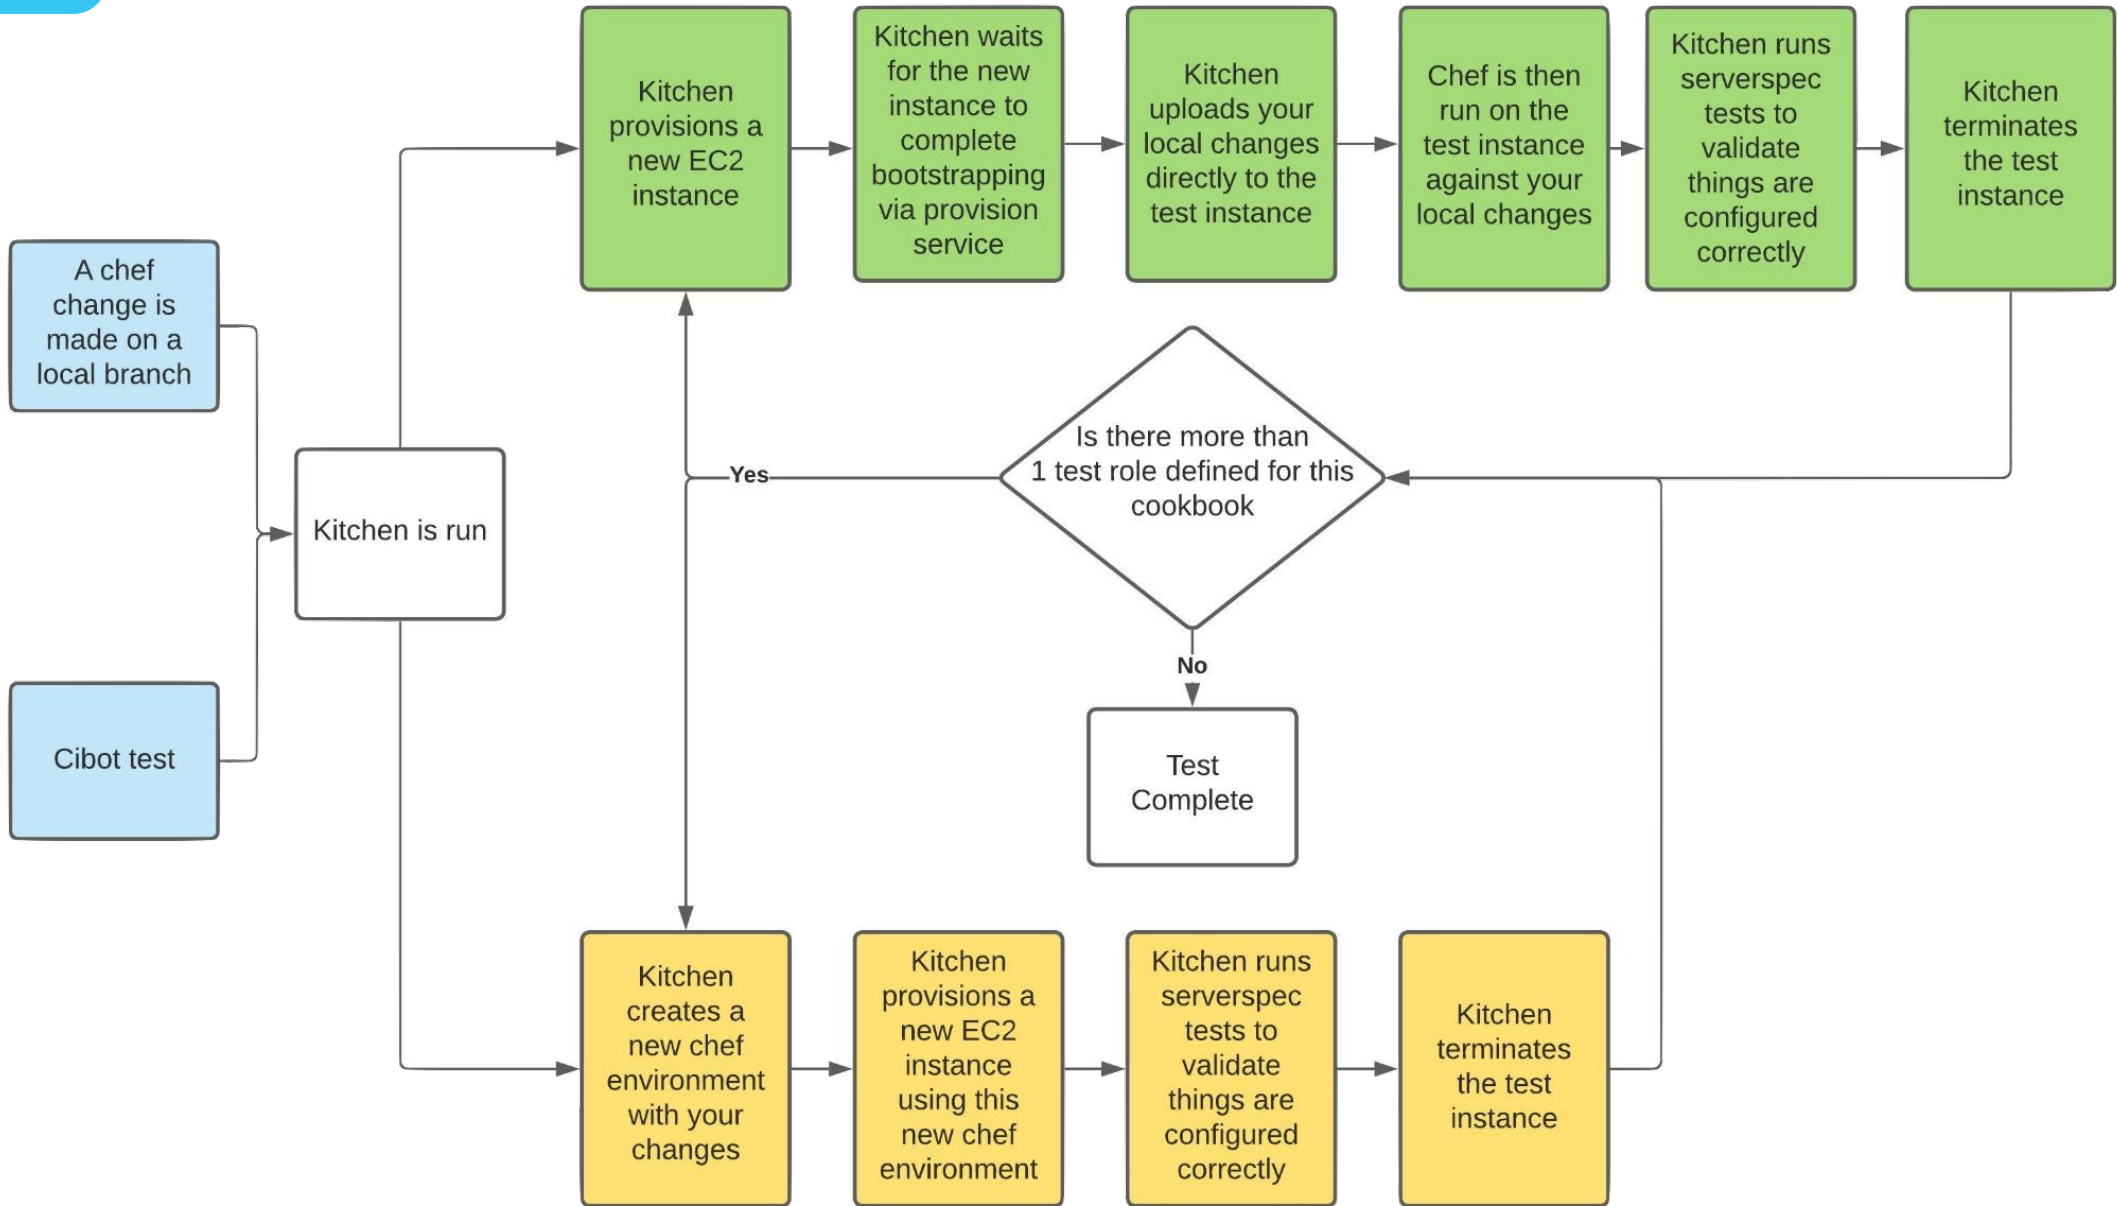 Kitchen
provisions a
new EC2
instance
Kitchen waits
for the new
instance to
complete
bootstrapping
via provision
service
Kitchen
uploads your
local changes
directly to the
test instance
Chef is then
run on the
test instance
against your
local changes
Kitchen runs
serverspec
tests to
validate
things are
configured
correctly
Kitchen
terminates
the test
instance
A chef
change is
made on a
local branch
Kitchen is run
Cibot test
Is there more than
1 test role defined for this
cookbook
Yes
No
Test
Complete
Kitchen
creates a
new chef
environment
with your
changes
Kitchen
provisions a
new EC2
instance
using this
new chef
environment
Kitchen runs
serverspec
tests to
validate
things are
configured
correctly
Kitchen
terminates
the test
instance